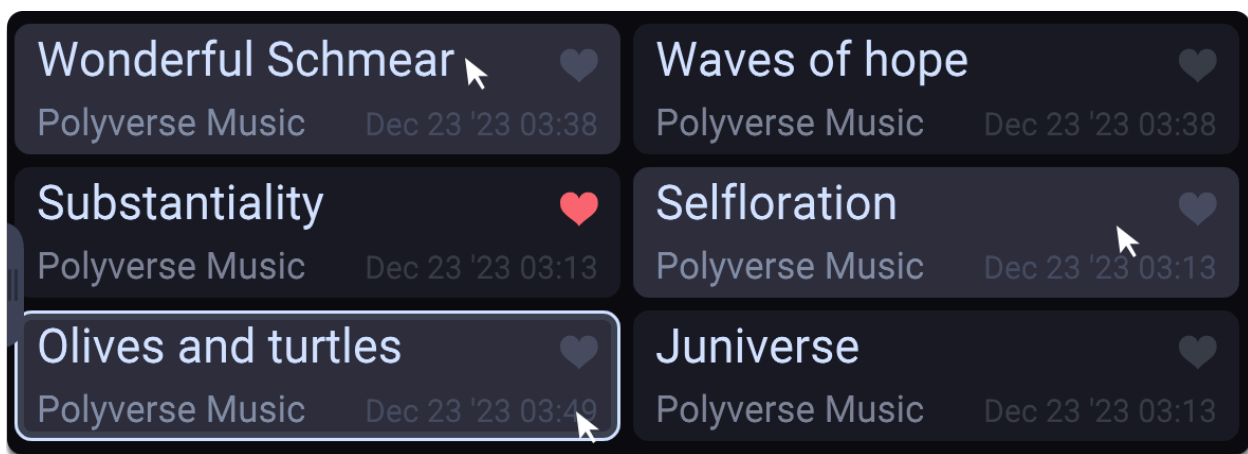 Wonderful Schmear
Polyverse Music Dec 23 '23 03:38
Waves of hope
Polyverse Music Dec 23 '23 03:38
Substantiality
Polyverse Music Dec 23 '23 03:13
Selfloration
Polyverse Music Dec 23 '23 03:13
Olives and turtles
Polyverse Music Dec 23 '23 03:49
Juniverse
Polyverse Music Dec 23 '23 03:13